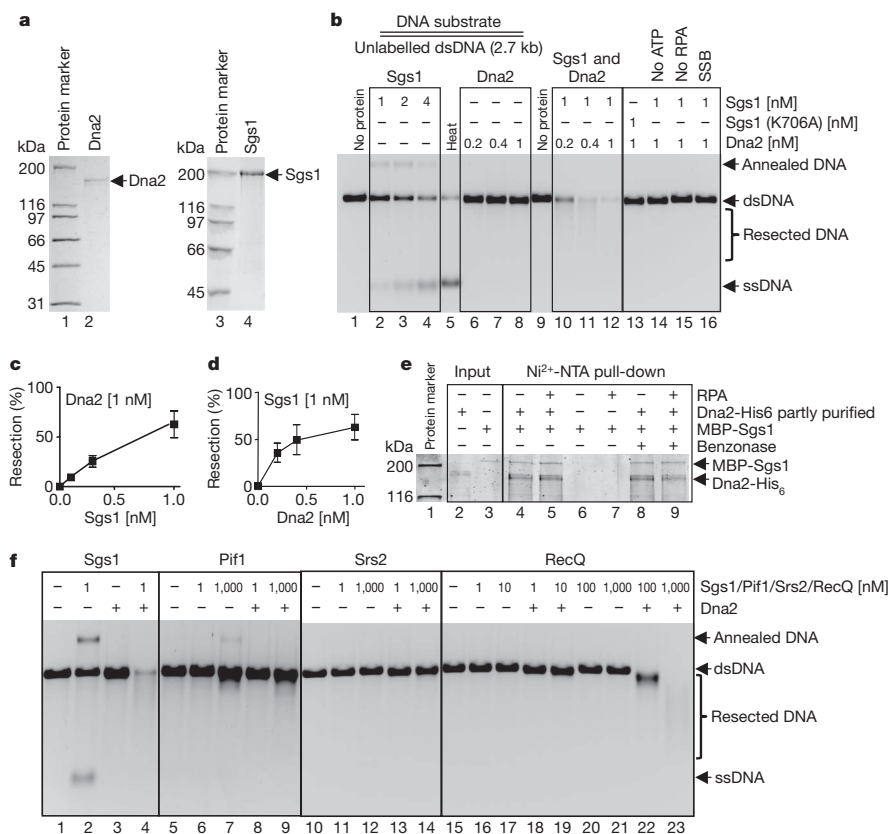 a
Protein marker
Dna2
kDa
200
116
97
66
45
31
Dna2
1 2
Protein marker
Sgs1
kDa
200
116
97
66
45
Sgs1
3 4
b
DNA substrate
Unlabelled dsDNA (2.7 kb)
No protein
Sgs1
Heat
Dna2
No protein
Sgs1 and Dna2
No ATP
No RPA
SSB
– 1 2 4 – – – – 1 1 1 – 1 1 1 Sgs1 [nM]
– – – – – – – – – – – 1 – – – Sgs1 (K706A) [nM]
– – – – 0.2 0.4 1 – 0.2 0.4 1 1 1 1 1 Dna2 [nM]
Annealed DNA
dsDNA
Resected DNA
ssDNA
1 2 3 4 5 6 7 8 9 10 11 12 13 14 15 16
c
Dna2 [1 nM]
Resection (%)
100
50
0
0.0 0.5 1.0
Sgs1 [nM]
d
Sgs1 [1 nM]
Resection (%)
100
50
0
0.0 0.5 1.0
Dna2 [nM]
e
Protein marker
Input
Ni2+-NTA pull-down
– – – + – + – + RPA
+ – + + – – + + Dna2-His6 partly purified
– + + + + + + + MBP-Sgs1
– – – – – – + + Benzonase
kDa
200
116
MBP-Sgs1
Dna2-His6
1 2 3 4 5 6 7 8 9
f
Sgs1 Pif1 Srs2 RecQ
– 1 – 1 – 1 1,000 1 1,000 – 1 1,000 1 1,000 – 1 10 1 10 100 1,000 100 1,000 Sgs1/Pif1/Srs2/RecQ [nM]
– – + + – – – + + – – – + + – – – + + – – + + Dna2
Annealed DNA
dsDNA
Resected DNA
ssDNA
1 2 3 4 5 6 7 8 9 10 11 12 13 14 15 16 17 18 19 20 21 22 23